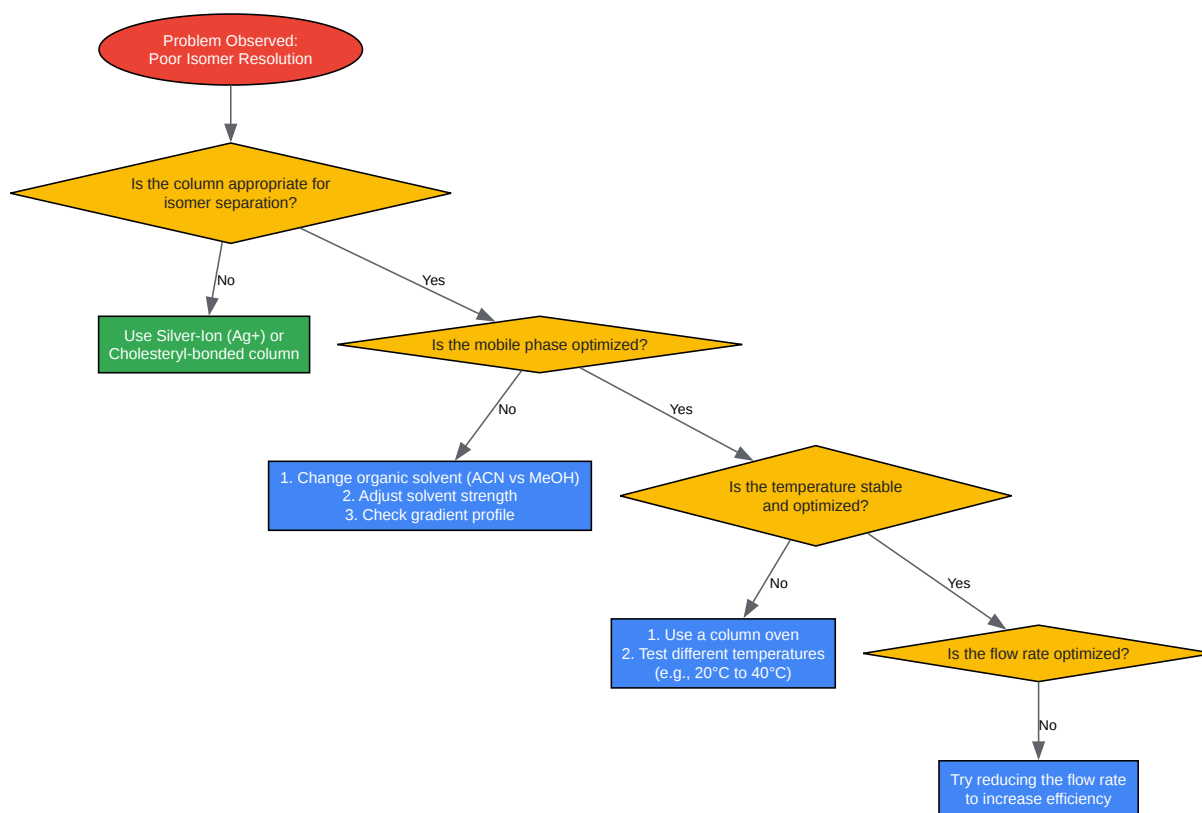 Problem Observed:
Poor Isomer Resolution
Is the column appropriate for
isomer separation?
No
Yes
Use Silver-Ion (Ag+) or
Cholesteryl-bonded column
Is the mobile phase optimized?
No
Yes
1. Change organic solvent (ACN vs MeOH)
2. Adjust solvent strength
3. Check gradient profile
Is the temperature stable
and optimized?
No
Yes
1. Use a column oven
2. Test different temperatures
(e.g., 20°C to 40°C)
Is the flow rate optimized?
No
Try reducing the flow rate
to increase efficiency